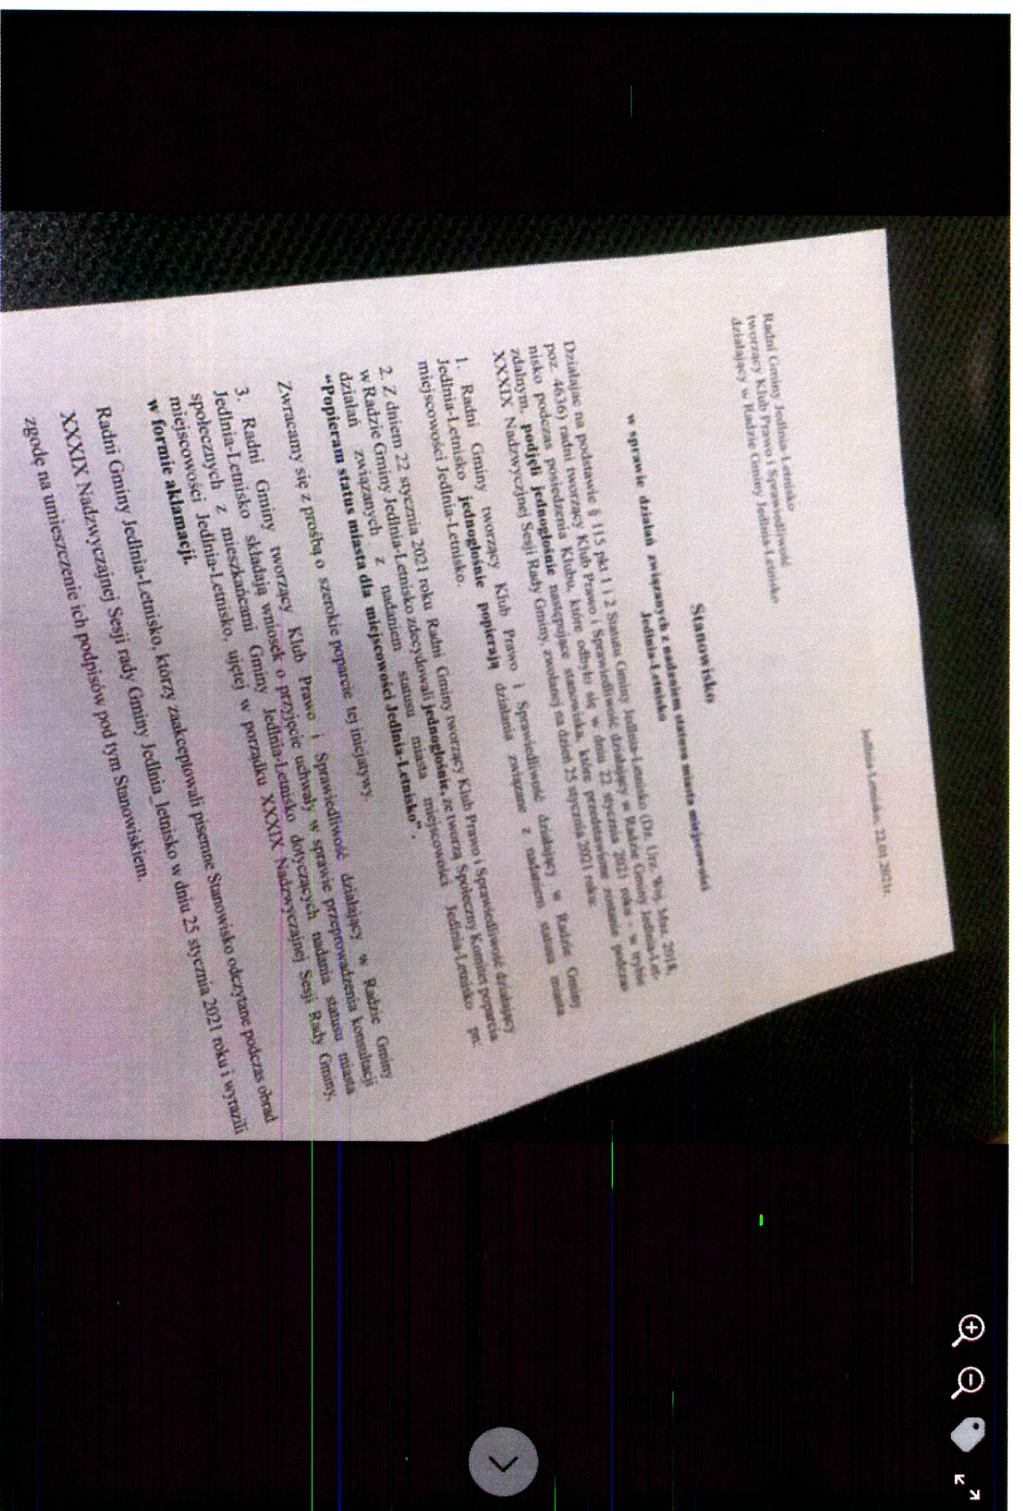 Jedlnia-Letnisko, 22.01.2021r.
Radni Gminy Jedlnia-Letnisko
tworzący Klub Prawo i Sprawiedliwość
działający w Radzie Gminy Jedlnia-Letnisko
Stanowisko
w sprawie działań związanych z nadaniem statusu miasta miejscowości
Jedlnia-Letnisko
Działając na podstawie § 115 pkt 1 i 2 Statutu Gminy Jedlnia-Letnisko (Dz. Urz. Woj. Maz. 2018,
poz. 4636) radni tworzący Klub Prawo i Sprawiedliwość działający w Radzie Gminy Jedlnia-Let-
nisko podczas posiedzenia Klubu, które odbyło się w dniu 22 stycznia 2021 roku - w trybie
zdalnym, podjęli jednogłośnie następujące stanowiska, które przedstawione zostanie podczas
XXXIX Nadzwyczjnej Sesji Rady Gminy, zwołanej na dzień 25 stycznia 2021 roku:
1. Radni Gminy tworzący Klub Prawo i Sprawiedliwość działający w Radzie Gminy
Jedlnia-Letnisko jednogłośnie popierają działania związane z nadaniem statusu miasta
miejscowości Jedlnia-Letnisko.
2. Z dniem 22 stycznia 2021 roku Radni Gminy tworzący Klub Prawo i Sprawiedliwość działający
w Radzie Gminy Jedlnia-Letnisko zdecydowali jednogłośnie, że tworzą Społeczny Komitet poparcia
działań związanych z nadaniem statusu miasta miejscowości Jedlnia-Letnisko pn:
“Popieram status miasta dla miejscowości Jedlnia-Letnisko”.
Zwracamy się z prośbą o szerokie poparcie tej inicjatywy.
3. Radni Gminy tworzący Klub Prawo i Sprawiedliwość działający w Radzie Gminy
Jedlnia-Letnisko składają wniosek o przyjęcie uchwały w sprawie przeprowadzenia konsultacji
społecznych z mieszkańcami Gminy Jedlnia-Letnisko dotyczących nadania statusu miasta
miejscowości Jedlnia-Letnisko, ujętej w porządku XXXIX Nadzwyczajnej Sesji Rady Gminy,
w formie aklamacji.
Radni Gminy Jedlnia-Letnisko, którzy zaakceptowali pisemne Stanowisko odczytane podczas obrad
XXXIX Nadzwyczajnej Sesji rady Gminy Jedlnia_letnisko w dniu 25 stycznia 2021 roku i wyrazili
zgodę na umieszczenie ich podpisów pod tym Stanowiskiem.